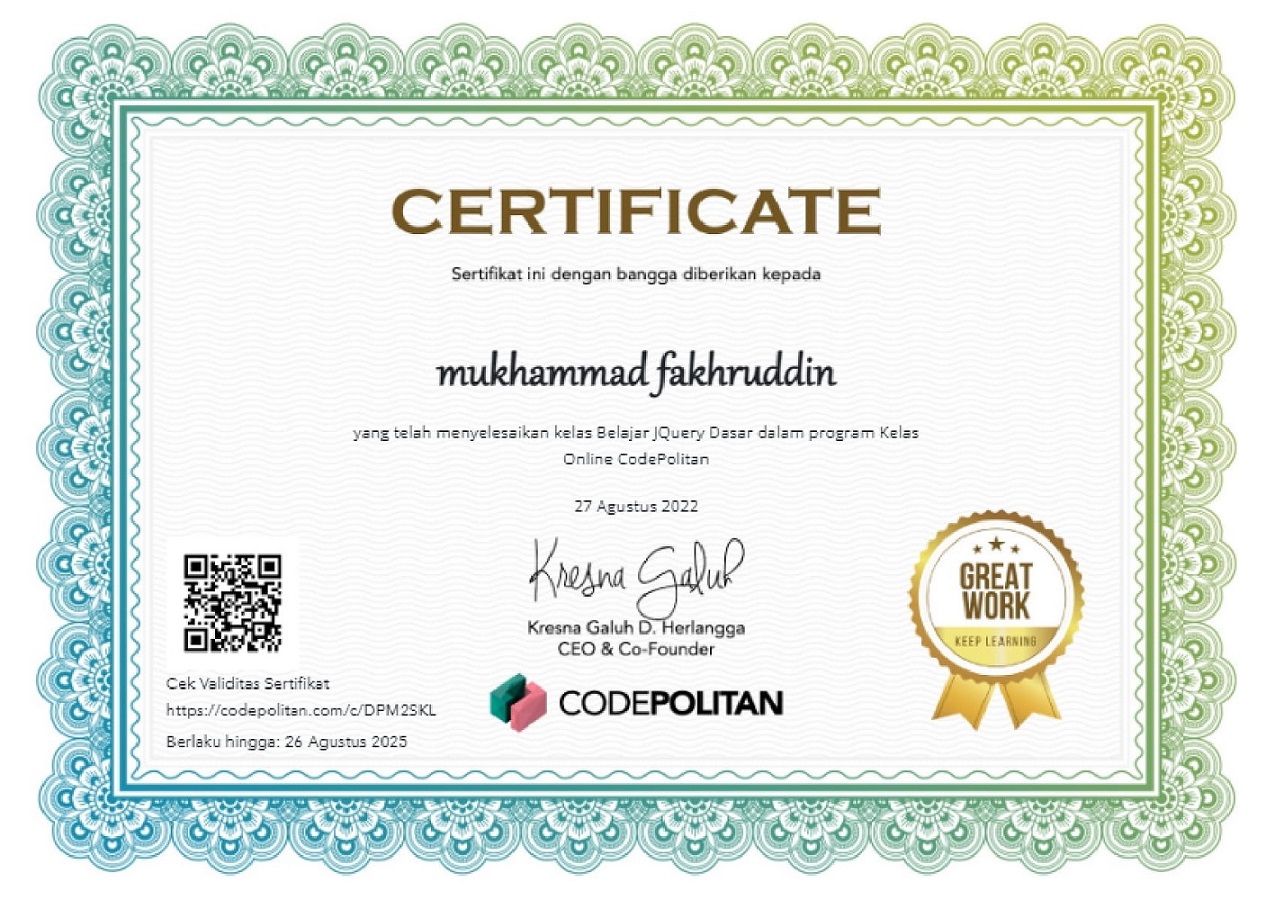 CERTIFICATE
Sertifikat ini dengan bangga diberikan kepada
mukhammad fakhruddin
yang telah menyelesaikan kelas Belajar JQuery Dasar dalam program Kelas
Online CodePolitan
27 Agustus 2022
Kresna Galuh
Kresna Galuh D. Herlangga
CEO & Co-Founder
CODEPOLITAN
GREAT
WORK
KEEP LEARNING
Cek Validitas Sertifikat
https://codepolitan.com/c/DPM2SKL
Berlaku hingga: 26 Agustus 2025